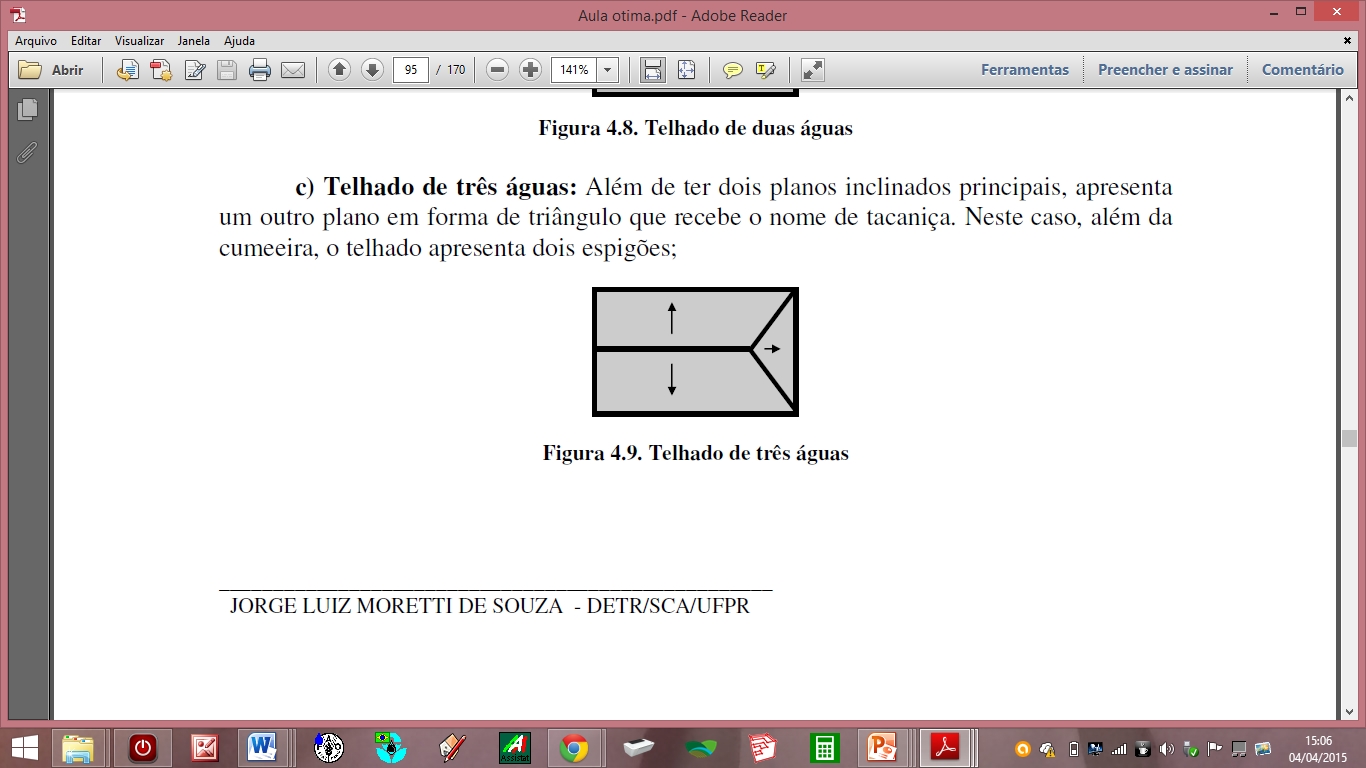 Aula otima.pdf - Adobe Reader
Arquivo Editar Visualizar Janela Ajuda
Abrir 95 / 170 141% Ferramentas Preencher e assinar Comentário
Figura 4.8. Telhado de duas águas
c) Telhado de três águas: Além de ter dois planos inclinados principais, apresenta
um outro plano em forma de triângulo que recebe o nome de tacaniça. Neste caso, além da
cumeeira, o telhado apresenta dois espigões;
Figura 4.9. Telhado de três águas
JORGE LUIZ MORETTI DE SOUZA - DETR/SCA/UFPR
Assistat
15:06
04/04/2015